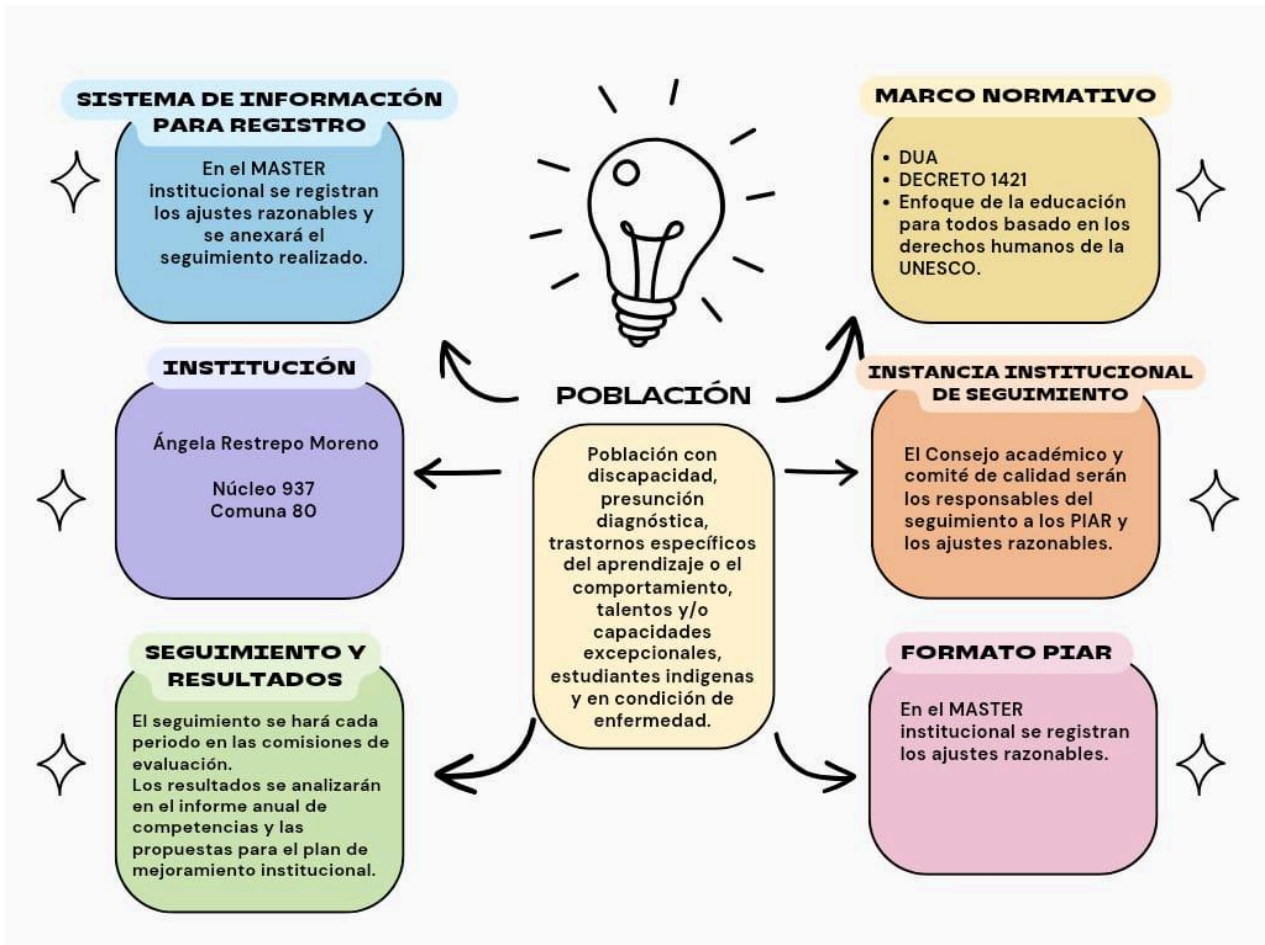 SISTEMA DE INFORMACIÓN
PARA REGISTRO
En el MASTER
institucional se registran
los ajustes razonables y
se anexará el
seguimiento realizado.
INSTITUCIÓN
Ángela Restrepo Moreno
Núcleo 937
Comuna 80
SEGUIMIENTO Y
RESULTADOS
El seguimiento se hará cada
periodo en las comisiones de
evaluación.
Los resultados se analizarán
en el informe anual de
competencias y las
propuestas para el plan de
mejoramiento institucional.
POBLACIÓN
Población con
discapacidad,
presunción
diagnóstica,
trastornos específicos
del aprendizaje o el
comportamiento,
talentos y/o
capacidades
excepcionales,
estudiantes indigenas
y en condición de
enfermedad.
MARCO NORMATIVO
• DUA
• DECRETO 1421
• Enfoque de la educación
para todos basado en los
derechos humanos de la
UNESCO.
INSTANCIA INSTITUCIONAL
DE SEGUIMIENTO
El Consejo académico y
comité de calidad serán
los responsables del
seguimiento a los PIAR y
los ajustes razonables.
FORMATO PIAR
En el MASTER
institucional se registran
los ajustes razonables.